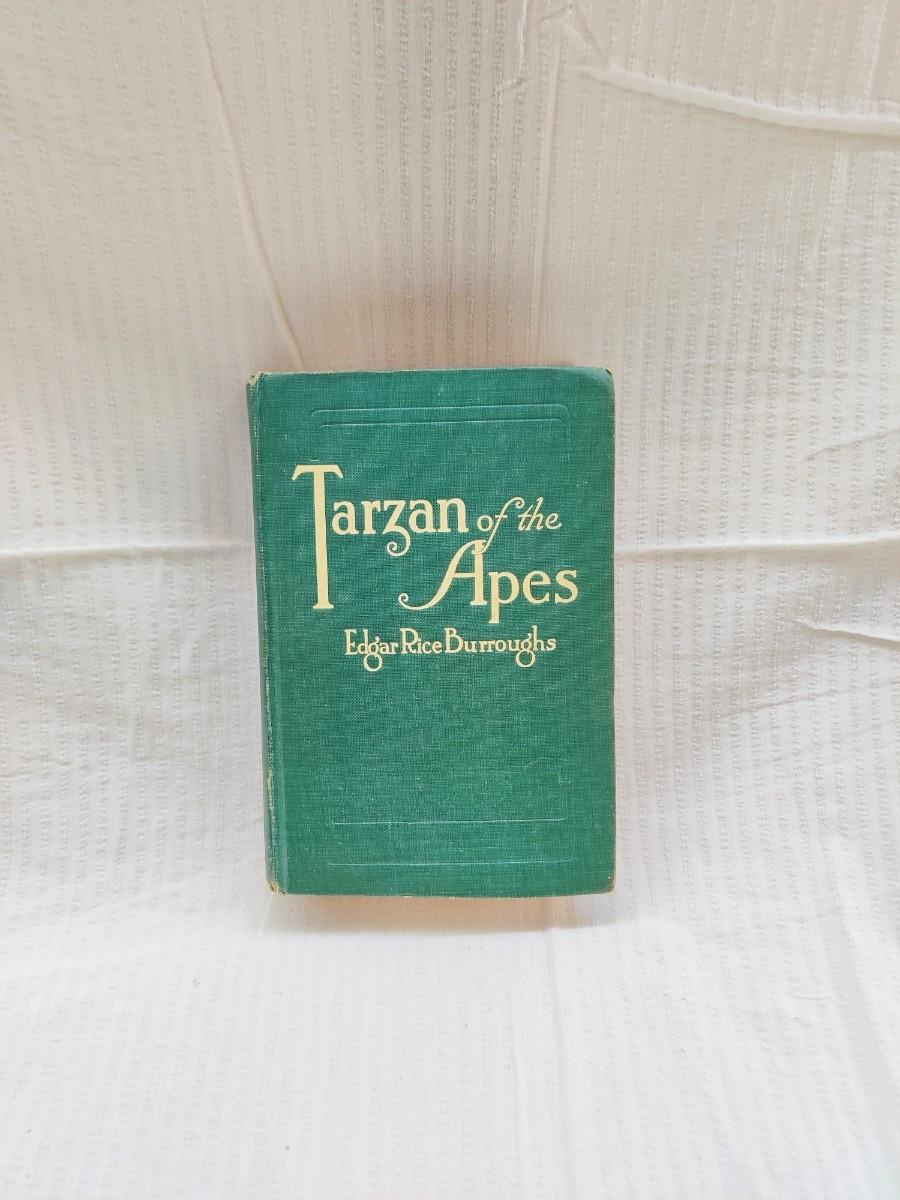 Tarzan of the
Apes
Edgar Rice Burroughs